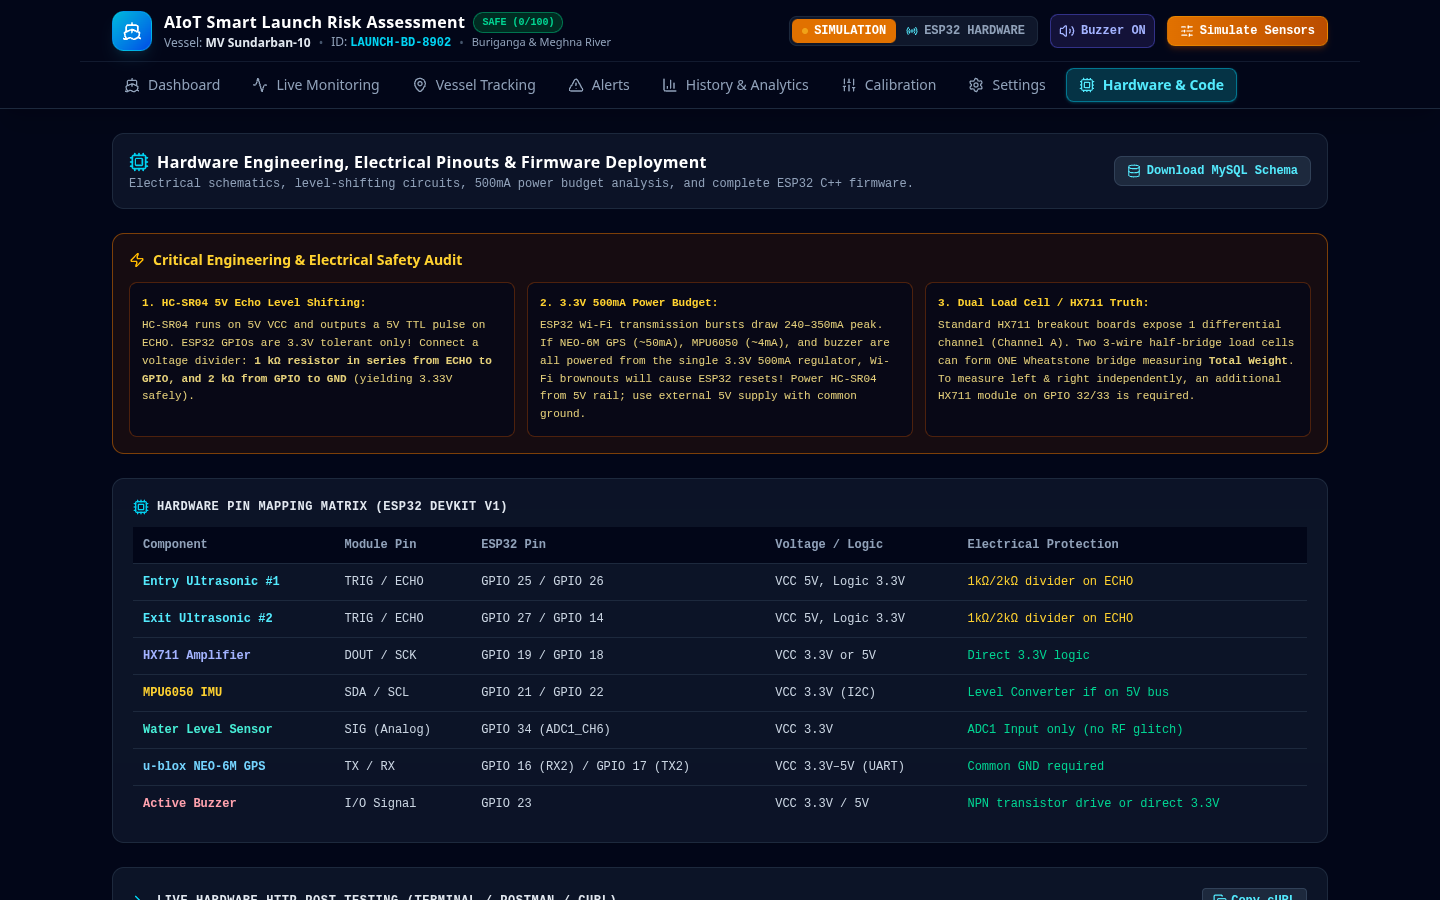 AIoT Smart Launch Risk Assessment SAFE (0/100)
Vessel: MV Sundarban-10 • ID: LAUNCH-BD-8902 • Buriganga & Meghna River
SIMULATION ESP32 HARDWARE Buzzer ON Simulate Sensors
Dashboard Live Monitoring Vessel Tracking Alerts History & Analytics Calibration Settings Hardware & Code
Hardware Engineering, Electrical Pinouts & Firmware Deployment
Electrical schematics, level-shifting circuits, 500mA power budget analysis, and complete ESP32 C++ firmware.
Download MySQL Schema
Critical Engineering & Electrical Safety Audit
1. HC-SR04 5V Echo Level Shifting:
HC-SR04 runs on 5V VCC and outputs a 5V TTL pulse on
ECHO. ESP32 GPIOs are 3.3V tolerant only! Connect a
voltage divider: 1 kΩ resistor in series from ECHO to
GPIO, and 2 kΩ from GPIO to GND (yielding 3.33V
safely).
2. 3.3V 500mA Power Budget:
ESP32 Wi-Fi transmission bursts draw 240–350mA peak.
If NEO-6M GPS (~50mA), MPU6050 (~4mA), and buzzer are
all powered from the single 3.3V 500mA regulator, Wi-
Fi brownouts will cause ESP32 resets! Power HC-SR04
from 5V rail; use external 5V supply with common
ground.
3. Dual Load Cell / HX711 Truth:
Standard HX711 breakout boards expose 1 differential
channel (Channel A). Two 3-wire half-bridge load cells
can form ONE Wheatstone bridge measuring Total Weight.
To measure left & right independently, an additional
HX711 module on GPIO 32/33 is required.
HARDWARE PIN MAPPING MATRIX (ESP32 DEVKIT V1)
Component Module Pin ESP32 Pin Voltage / Logic Electrical Protection
Entry Ultrasonic #1 TRIG / ECHO GPIO 25 / GPIO 26 VCC 5V, Logic 3.3V 1kΩ/2kΩ divider on ECHO
Exit Ultrasonic #2 TRIG / ECHO GPIO 27 / GPIO 14 VCC 5V, Logic 3.3V 1kΩ/2kΩ divider on ECHO
HX711 Amplifier DOUT / SCK GPIO 19 / GPIO 18 VCC 3.3V or 5V Direct 3.3V logic
MPU6050 IMU SDA / SCL GPIO 21 / GPIO 22 VCC 3.3V (I2C) Level Converter if on 5V bus
Water Level Sensor SIG (Analog) GPIO 34 (ADC1_CH6) VCC 3.3V ADC1 Input only (no RF glitch)
u-blox NEO-6M GPS TX / RX GPIO 16 (RX2) / GPIO 17 (TX2) VCC 3.3V–5V (UART) Common GND required
Active Buzzer I/O Signal GPIO 23 VCC 3.3V / 5V NPN transistor drive or direct 3.3V
LIVE HARDWARE HTTP POST TESTING (TERMINAL / POSTMAN / CURL) Copy cURL